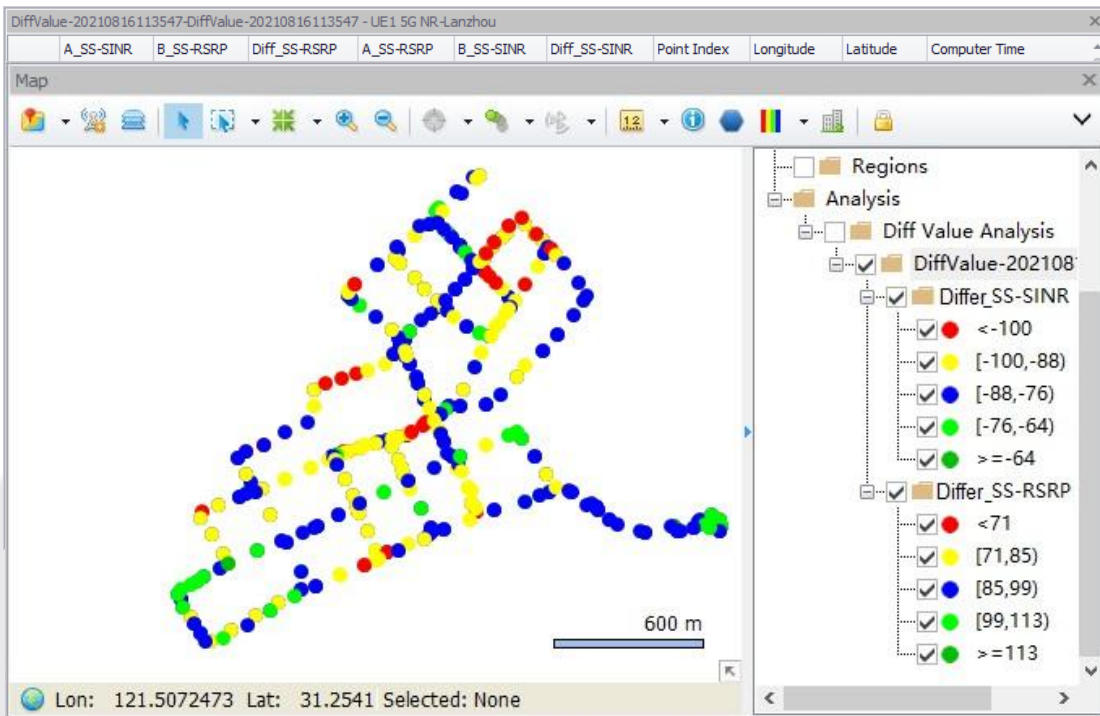 DiffValue-20210816113547-DiffValue-20210816113547 - UE1 5G NR-Lanzhou
A_SS-SINR B_SS-RSRP Diff_SS-RSRP A_SS-RSRP B_SS-SINR Diff_SS-SINR Point Index Longitude Latitude Computer Time
Map
12
Regions
Analysis
Diff Value Analysis
DiffValue-202108
Differ_SS-SINR
<-100
[-100,-88)
[-88,-76)
[-76,-64)
>=-64
Differ_SS-RSRP
<71
[71,85)
[85,99)
[99,113)
>=113
600 m
Lon: 121.5072473 Lat: 31.2541 Selected: None